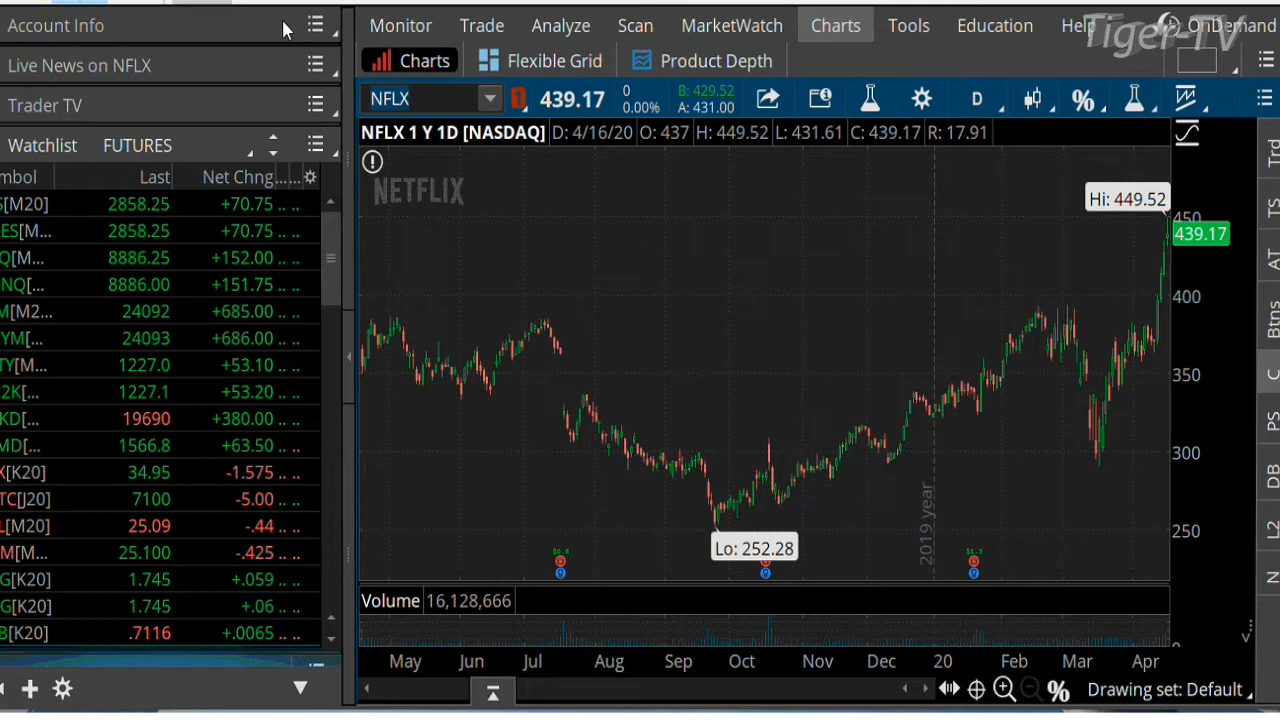 Account Info
Monitor Trade Analyze Scan MarketWatch Charts Tools Education Help OnDemand
Tiger-TV
Live News on NFLX
Charts Flexible Grid Product Depth
Trader TV
NFLX 439.17 0 0.00% B: 429.52 A: 431.00 D %
Watchlist FUTURES
NFLX 1 Y 1D [NASDAQ] D: 4/16/20 O: 437 H: 449.52 L: 431.61 C: 439.17 R: 17.91
mbol Last Net Chng
NETFLIX
[M20] 2858.25 +70.75
ES[M... 2858.25 +70.75
Q[M... 8886.25 +152.00
NQ[... 8886.00 +151.75
M[M2... 24092 +685.00
YM[... 24093 +686.00
TY[M... 1227.0 +53.10
2K[... 1227.1 +53.20
KD[... 19690 +380.00
MD[... 1566.8 +63.50
X[K20] 34.95 -1.575
TC[J20] 7100 -5.00
L[M20] 25.09 -.44
M[M... 25.100 -.425
G[K20] 1.745 +.059
G[K20] 1.745 +.06
B[K20] .7116 +.0065
Hi: 449.52
450
439.17
400
350
300
250
Lo: 252.28
2019 year
Trd
TS
AT
Btns
C
PS
DB
L2
N
Volume 16,128,666
May Jun Jul Aug Sep Oct Nov Dec 20 Feb Mar Apr
% Drawing set: Default